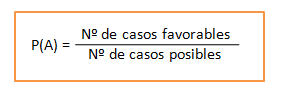 P(A) = Nº de casos favorables
Nº de casos posibles